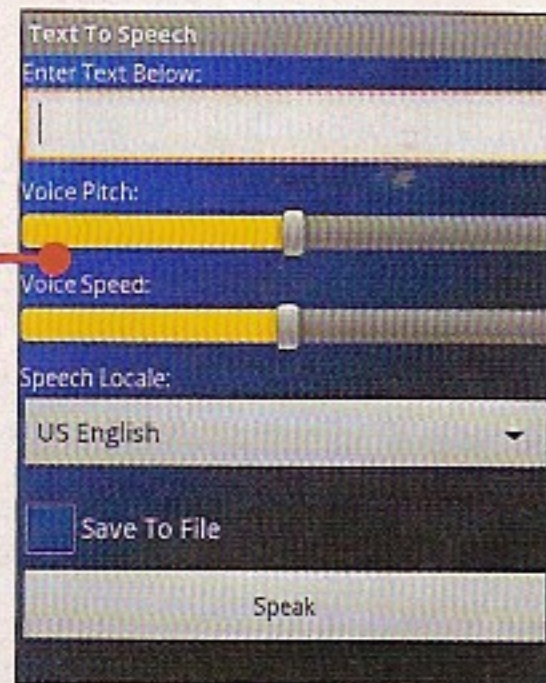 Text To Speech
Enter Text Below:
Voice Pitch:
Voice Speed:
Speech Locale:
US English
Save To File
Speak